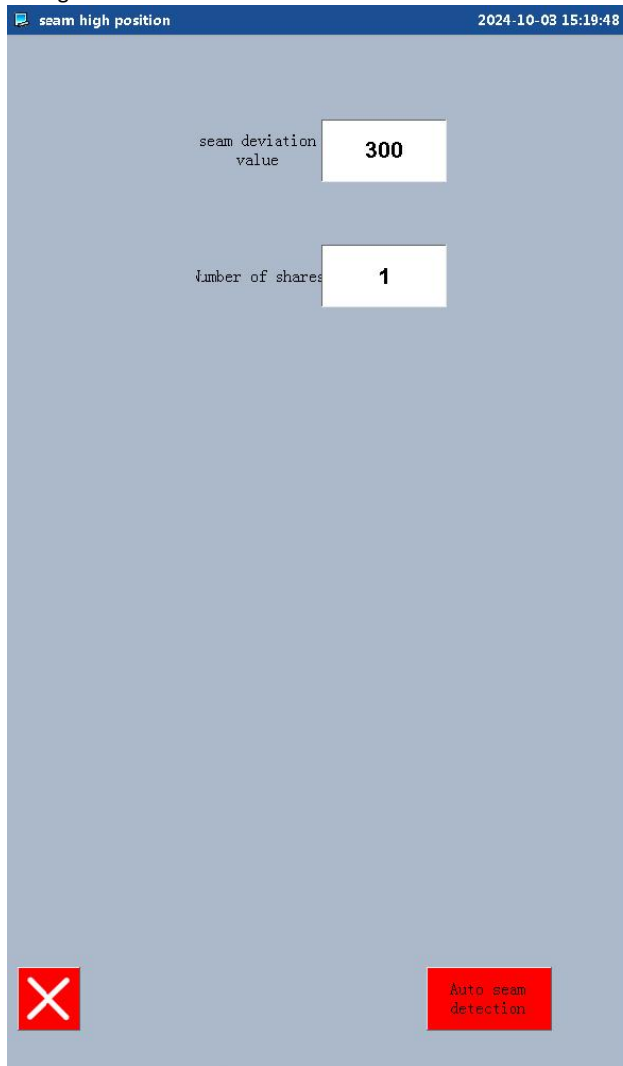 seam high position 2024-10-03 15:19:48
seam deviation
value
300
Number of shares
1
Auto seam
detection